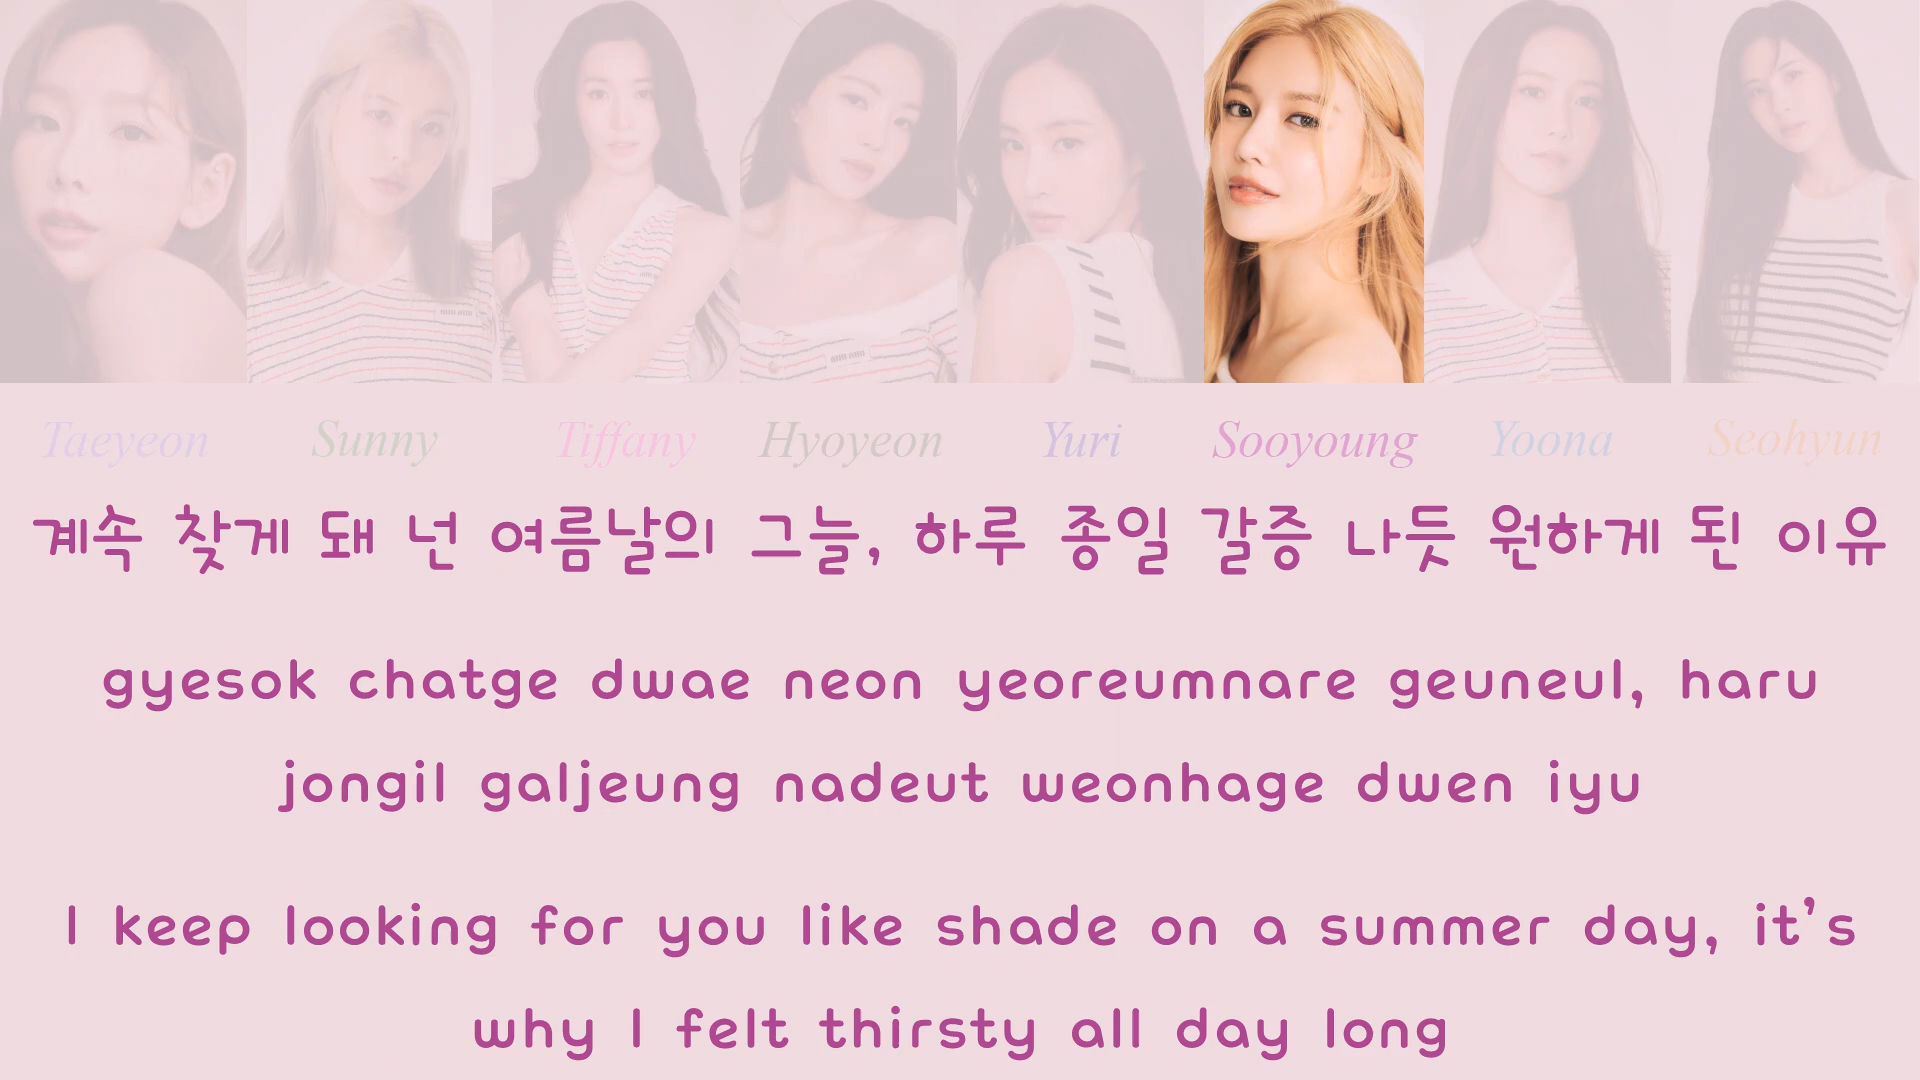 Taeyeon Sunny Tiffany Hyoyeon Yuri Sooyoung Yoona Seohyun
계속 찾게 돼 넌 여름날의 그늘, 하루 종일 갈증 나듯 원하게 된 이유
gyesok chatge dwae neon yeoreumnare geuneul, haru
jongil galjeung nadeut weonhage dwen iyu
I keep looking for you like shade on a summer day, it's
why I felt thirsty all day long